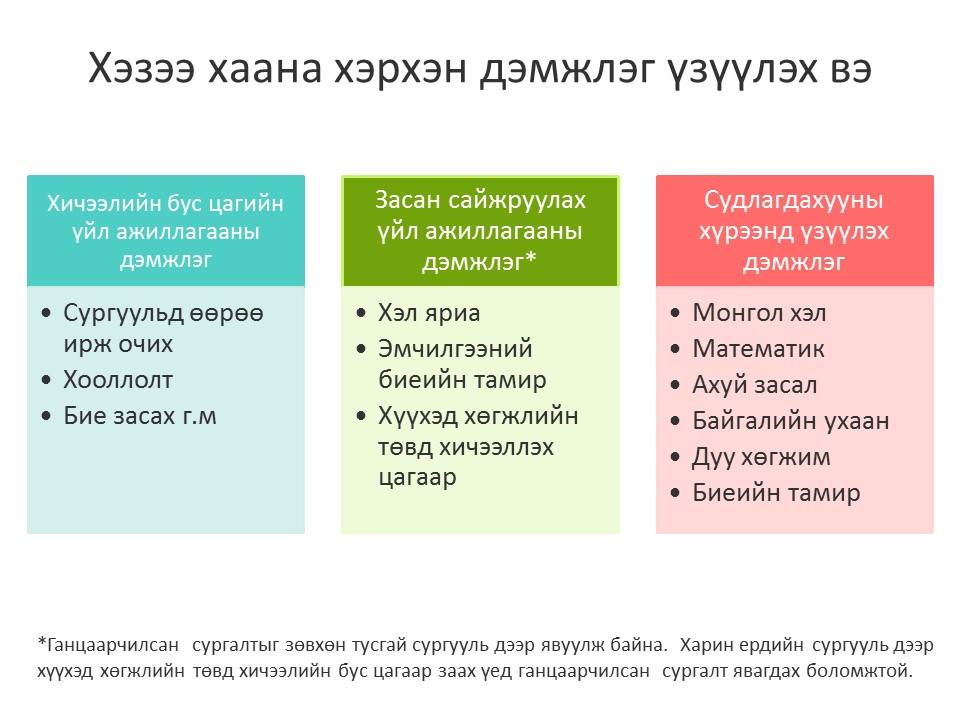 Хэзээ хаана хэрхэн дэмжлэг үзүүлэх вэ
Хичээлийн бус цагийн
үйл ажиллагааны
дэмжлэг
• Сургуульд өөрөө
ирж очих
• Хооллолт
• Бие засах г.м
Засан сайжруулах
үйл ажиллагааны
дэмжлэг*
• Хэл яриа
• Эмчилгээний
биеийн тамир
• Хүүхэд хөгжлийн
төвд хичээллэх
цагаар
Судлагдахууны
хүрээнд үзүүлэх
дэмжлэг
• Монгол хэл
• Математик
• Ахуй засал
• Байгалийн ухаан
• Дуу хөгжим
• Биеийн тамир
*Ганцаарчилсан сургалтыг зөвхөн тусгай сургууль дээр явуулж байна. Харин ердийн сургууль дээр
хүүхэд хөгжлийн төвд хичээлийн бус цагаар заах үед ганцаарчилсан сургалт явагдах боломжтой.